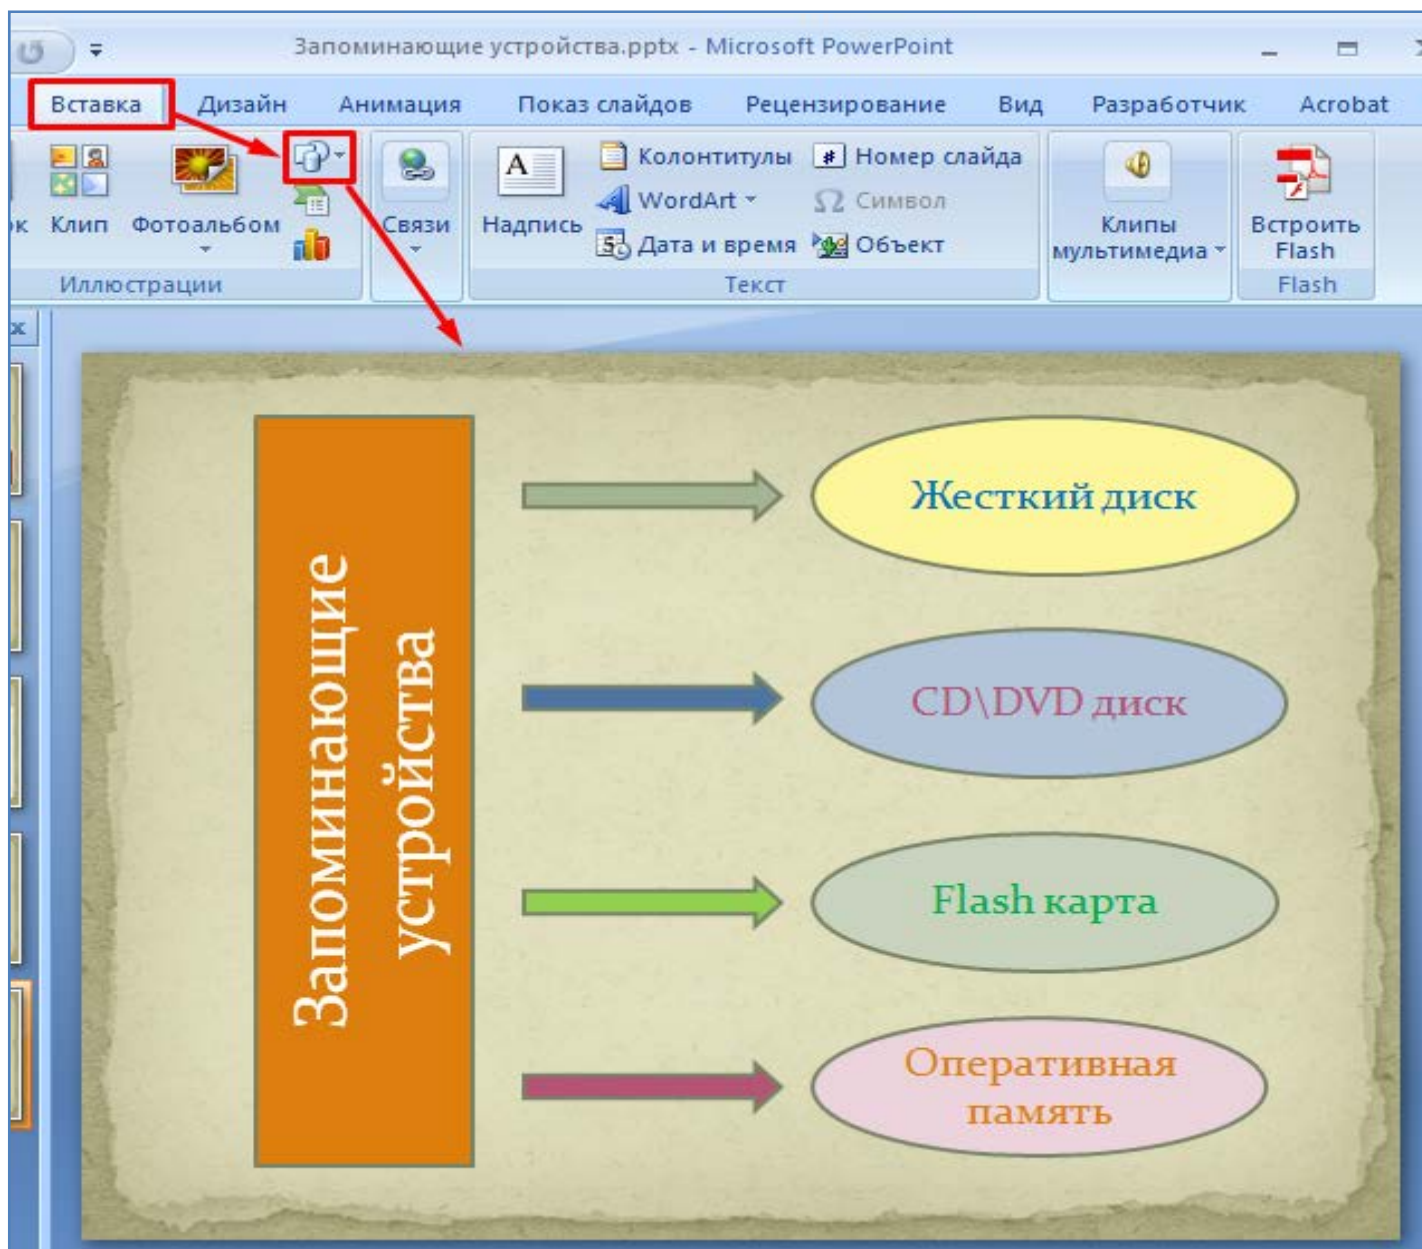 Запоминающие устройства.pptx - Microsoft PowerPoint
Вставка Дизайн Анимация Показ слайдов Рецензирование Вид Разработчик Acrobat
Колонтитулы # Номер слайда
WordArt Ω Символ
Дата и время Объект
Клип Фотоальбом Связи
A
Надпись
Клипы
мультимедиа
Встроить
Flash
Иллюстрации Текст Flash
Запоминающие
устройства
Жесткий диск
CD\DVD диск
Flash карта
Оперативная
память